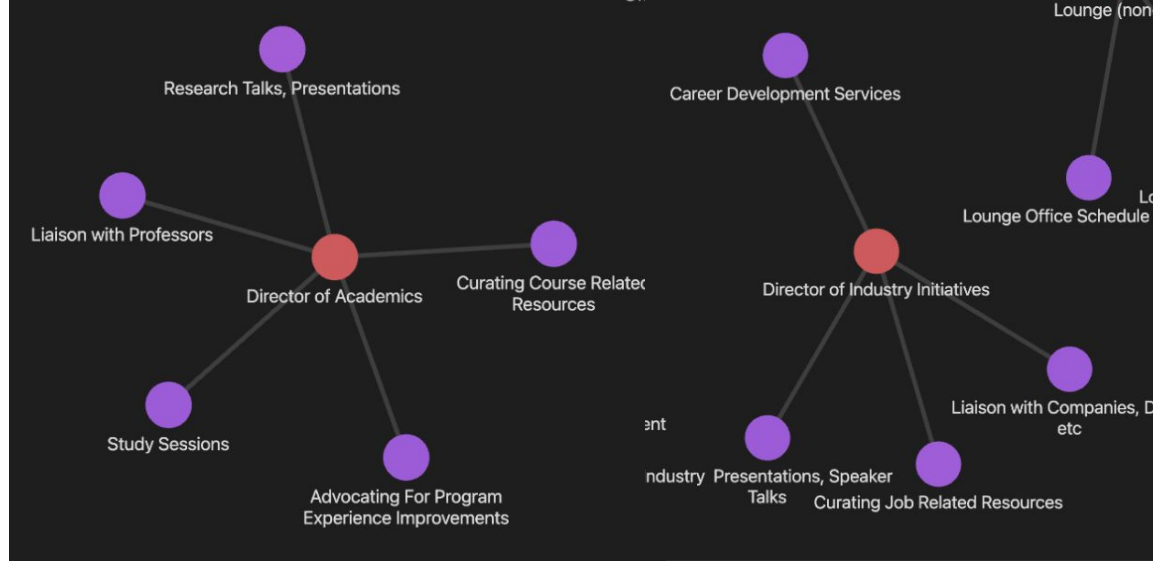 Lounge (non
Research Talks, Presentations
Career Development Services
Liaison with Professors
Lounge Office Schedule
Director of Academics
Curating Course Related
Resources
Director of Industry Initiatives
Study Sessions
Liaison with Companies, D
etc
ent
ndustry Presentations, Speaker
Talks
Curating Job Related Resources
Advocating For Program
Experience Improvements